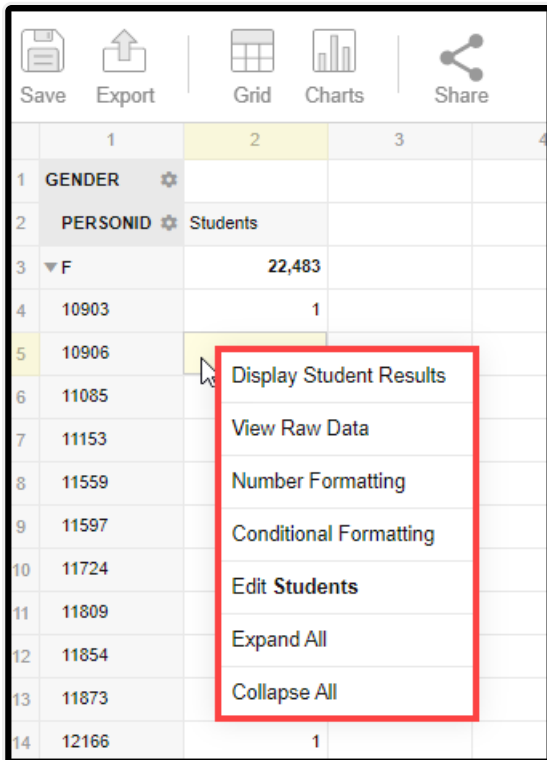 Save Export Grid Charts Share
1 2 3 4
1 GENDER
2 PERSONID Students
3 F 22,483
4 10903 1
5 10906
Display Student Results
6 11085
7 11153 View Raw Data
8 11559 Number Formatting
9 11597 Conditional Formatting
10 11724
Edit Students
11 11809
12 11854 Expand All
13 11873 Collapse All
14 12166 1